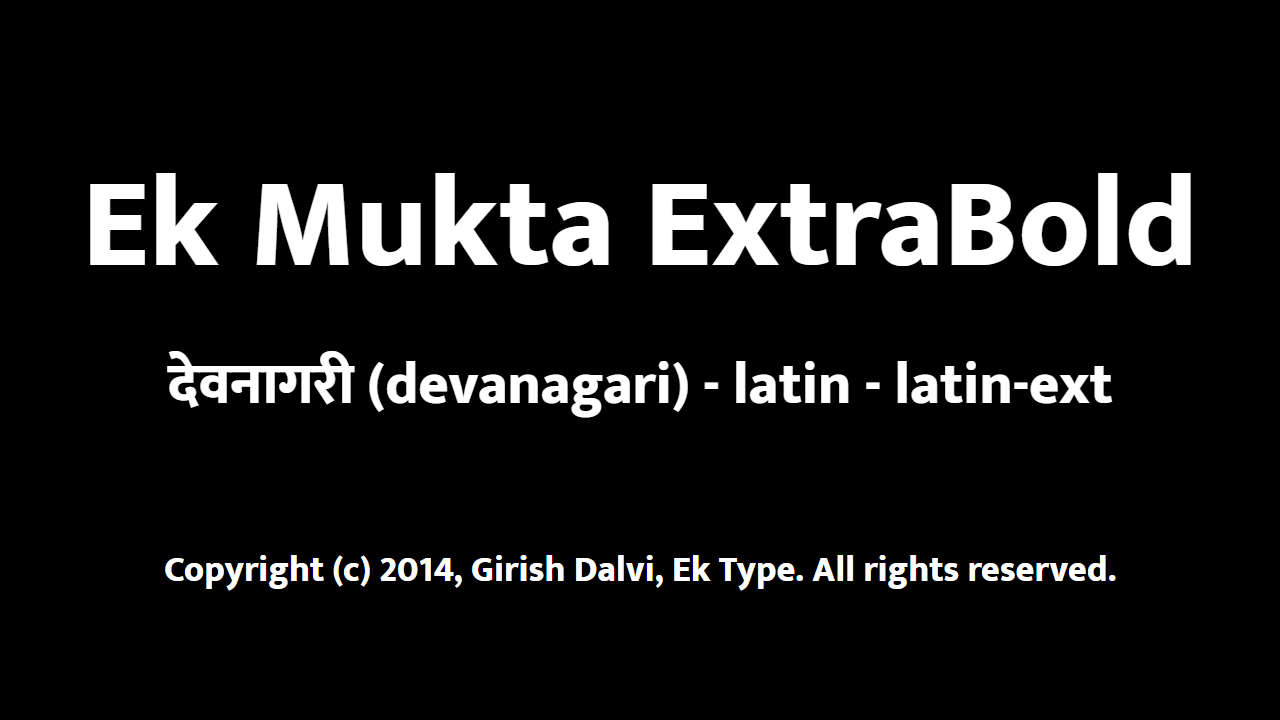 Ek Mukta ExtraBold
देवनागरी (devanagari) - latin - latin-ext
Copyright (c) 2014, Girish Dalvi, Ek Type. All rights reserved.